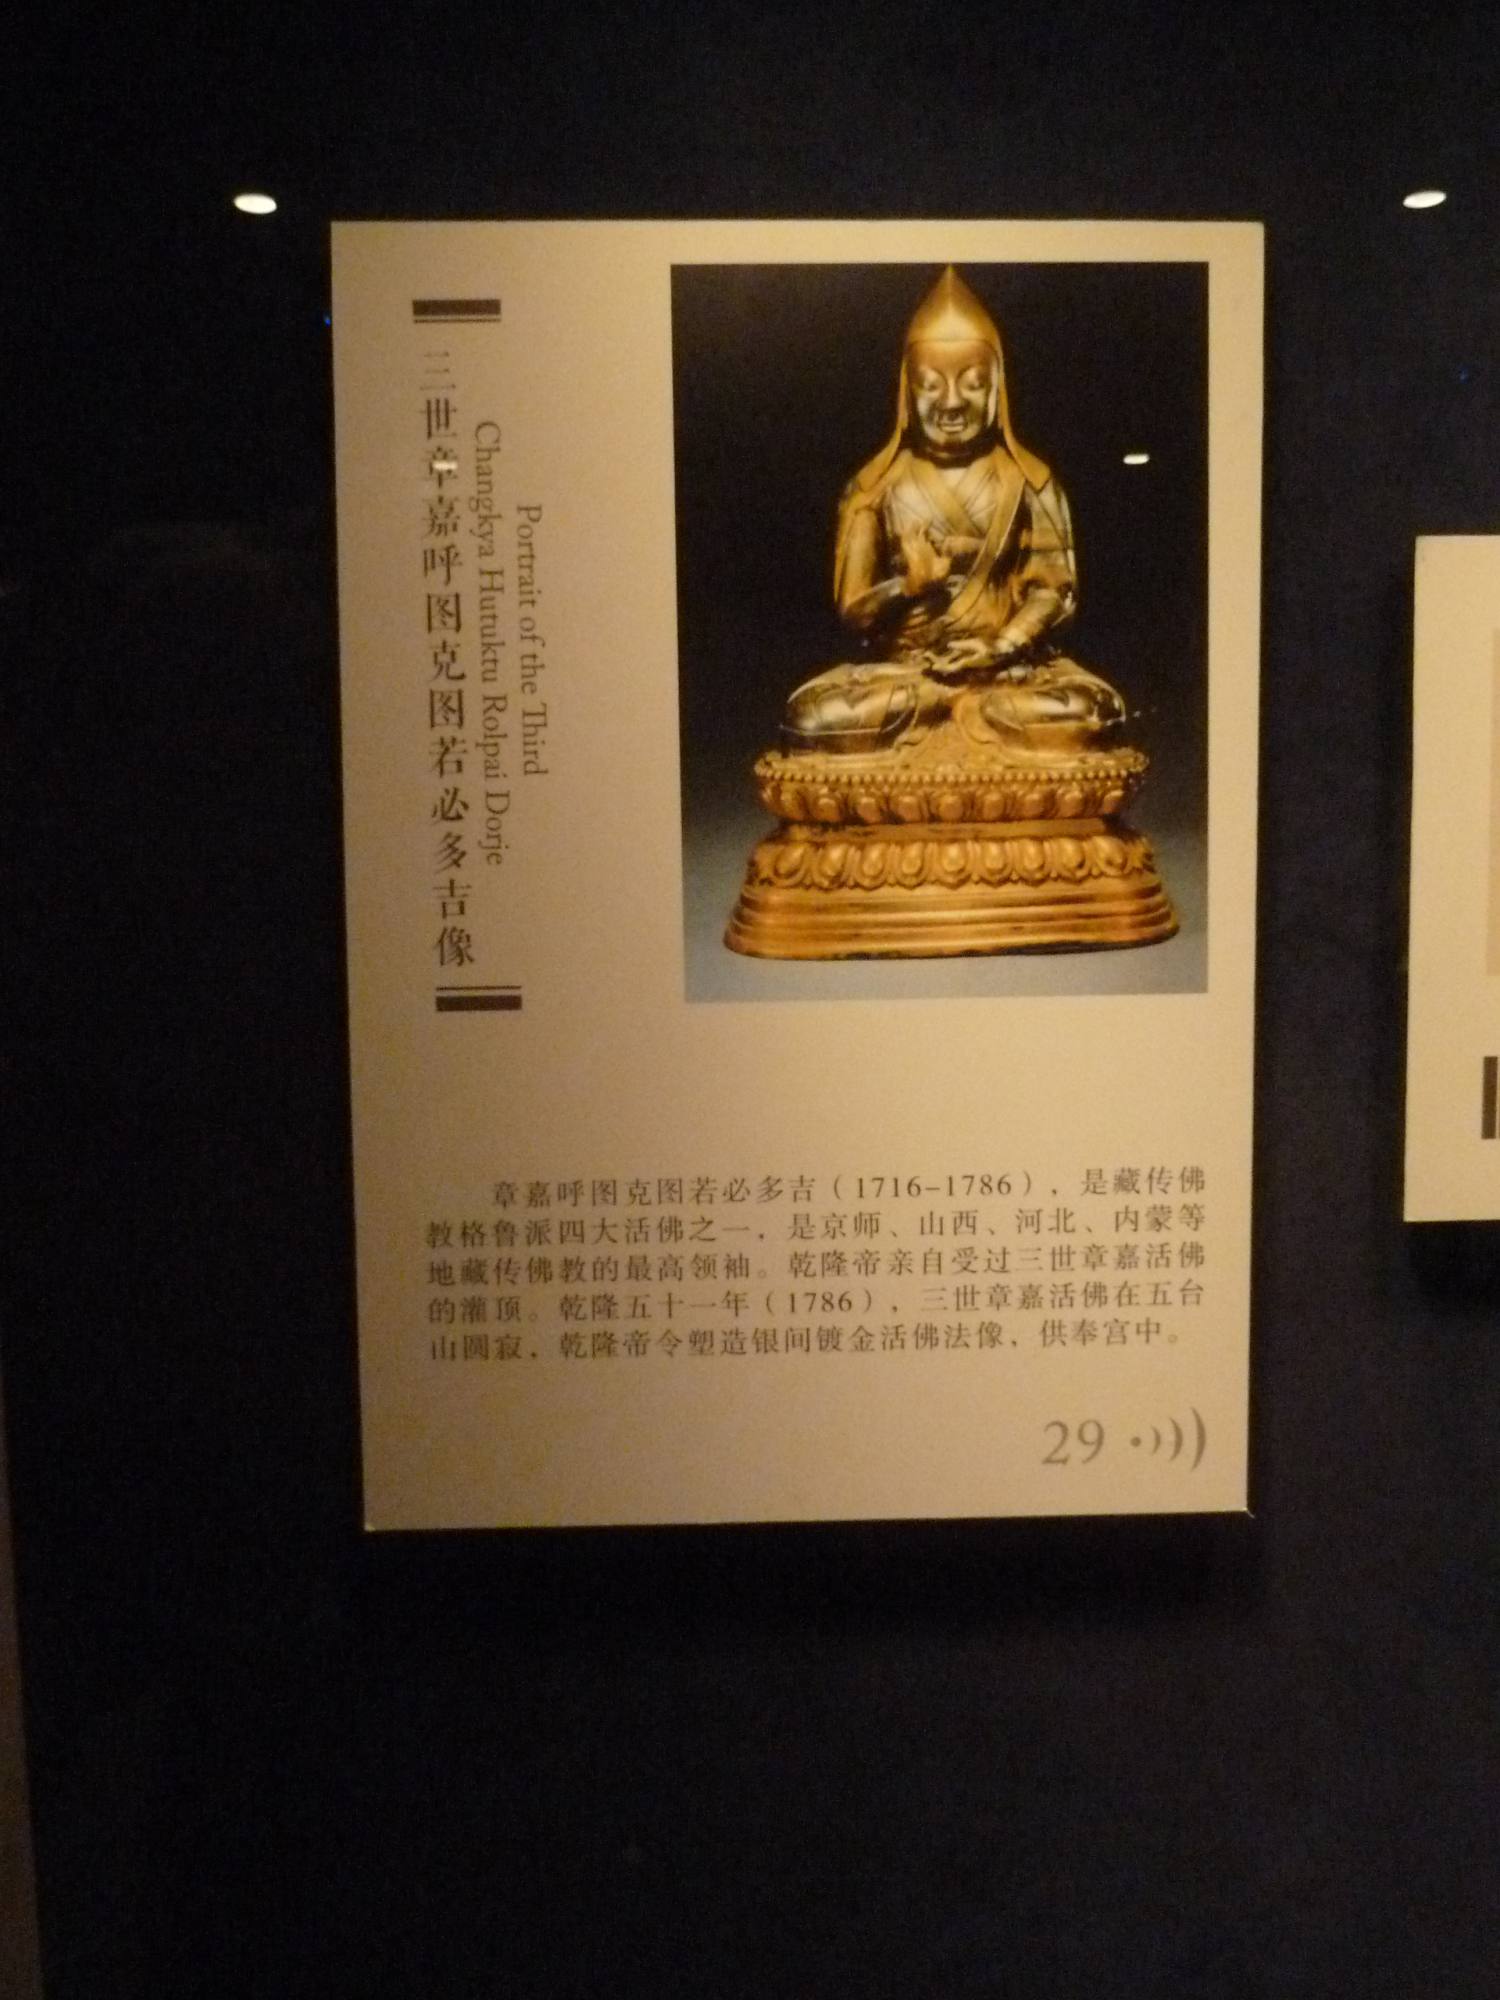 三世章嘉呼图克图若必多吉像
Portrait of the Third
Changkya Hutuktu Rolpai Dorje
章嘉呼图克图若必多吉（1716-1786），是藏传佛
教格鲁派四大活佛之一，是京师、山西、河北、内蒙等
地藏传佛教的最高领袖。乾隆帝亲自受过三世章嘉活佛
的灌顶。乾隆五十一年（1786），三世章嘉活佛在五台
山圆寂，乾隆帝令塑造银间镀金活佛法像，供奉宫中。
29